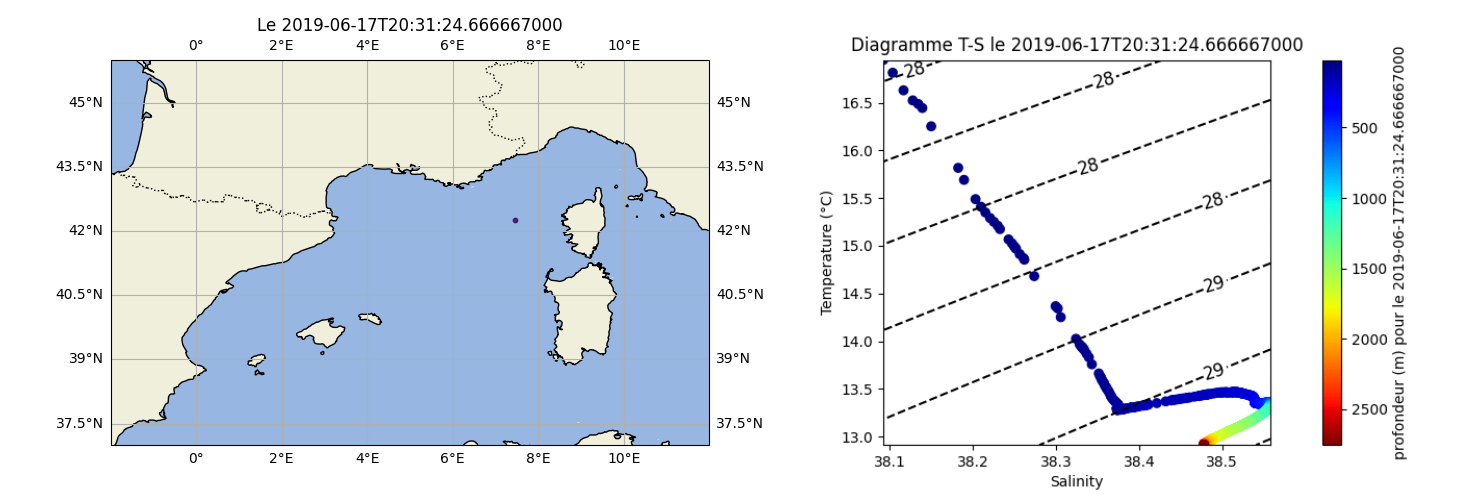 Le 2019-06-17T20:31:24.666667000
0° 2°E 4°E 6°E 8°E 10°E
45°N 45°N
43.5°N 43.5°N
42°N 42°N
40.5°N 40.5°N
39°N 39°N
37.5°N 37.5°N
0° 2°E 4°E 6°E 8°E 10°E
Diagramme T-S le 2019-06-17T20:31:24.666667000
Temperature (°C)
16.5
16.0
15.5
15.0
14.5
14.0
13.5
13.0
28
28
28
28
29
29
38.1 38.2 38.3 38.4 38.5
Salinity
500
1000
1500
2000
2500
profondeur (m) pour le 2019-06-17T20:31:24.666667000